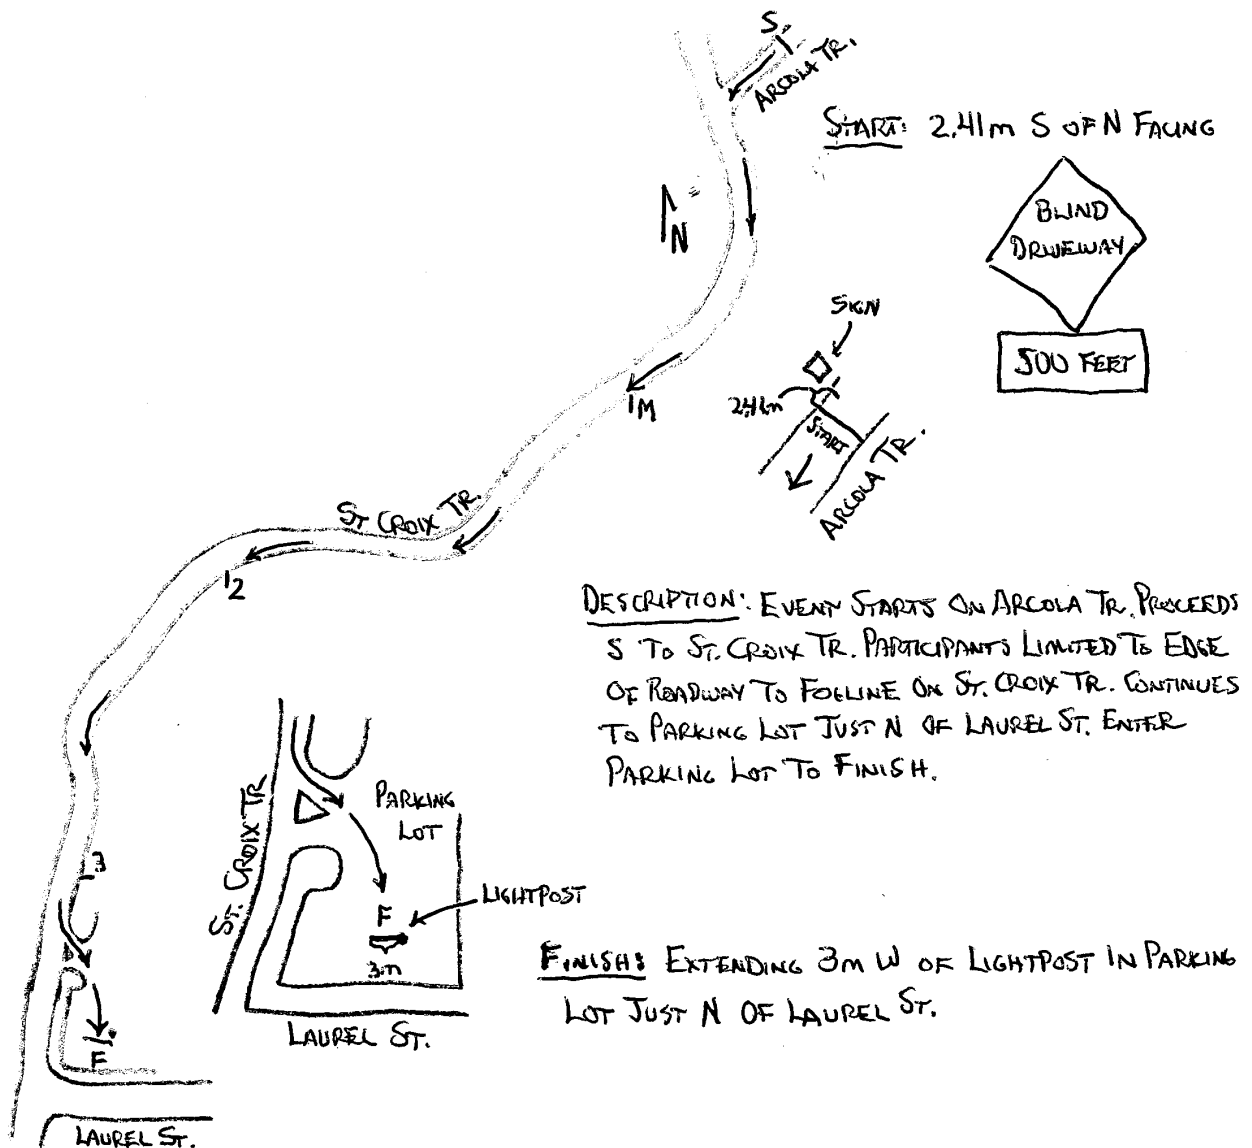 S.
ARCOLA TR.
START: 2.41m S OF N FACING
BLIND
DRIVEWAY
500 FEET
N
SIGN
2.41m
START
ARCOLA TR.
1M
ST CROIX TR.
2
DESCRIPTION: EVENT STARTS ON ARCOLA TR. PROCEEDS
S TO ST. CROIX TR. PARTICIPANTS LIMITED TO EDGE
OF ROADWAY TO FOGLINE ON ST. CROIX TR. CONTINUES
TO PARKING LOT JUST N OF LAUREL ST. ENTER
PARKING LOT TO FINISH.
ST. CROIX TR
PARKING
LOT
3
LIGHTPOST
F
3m
FINISH: EXTENDING 3m W OF LIGHTPOST IN PARKING
LOT JUST N OF LAUREL ST.
LAUREL ST.
F
LAUREL ST.